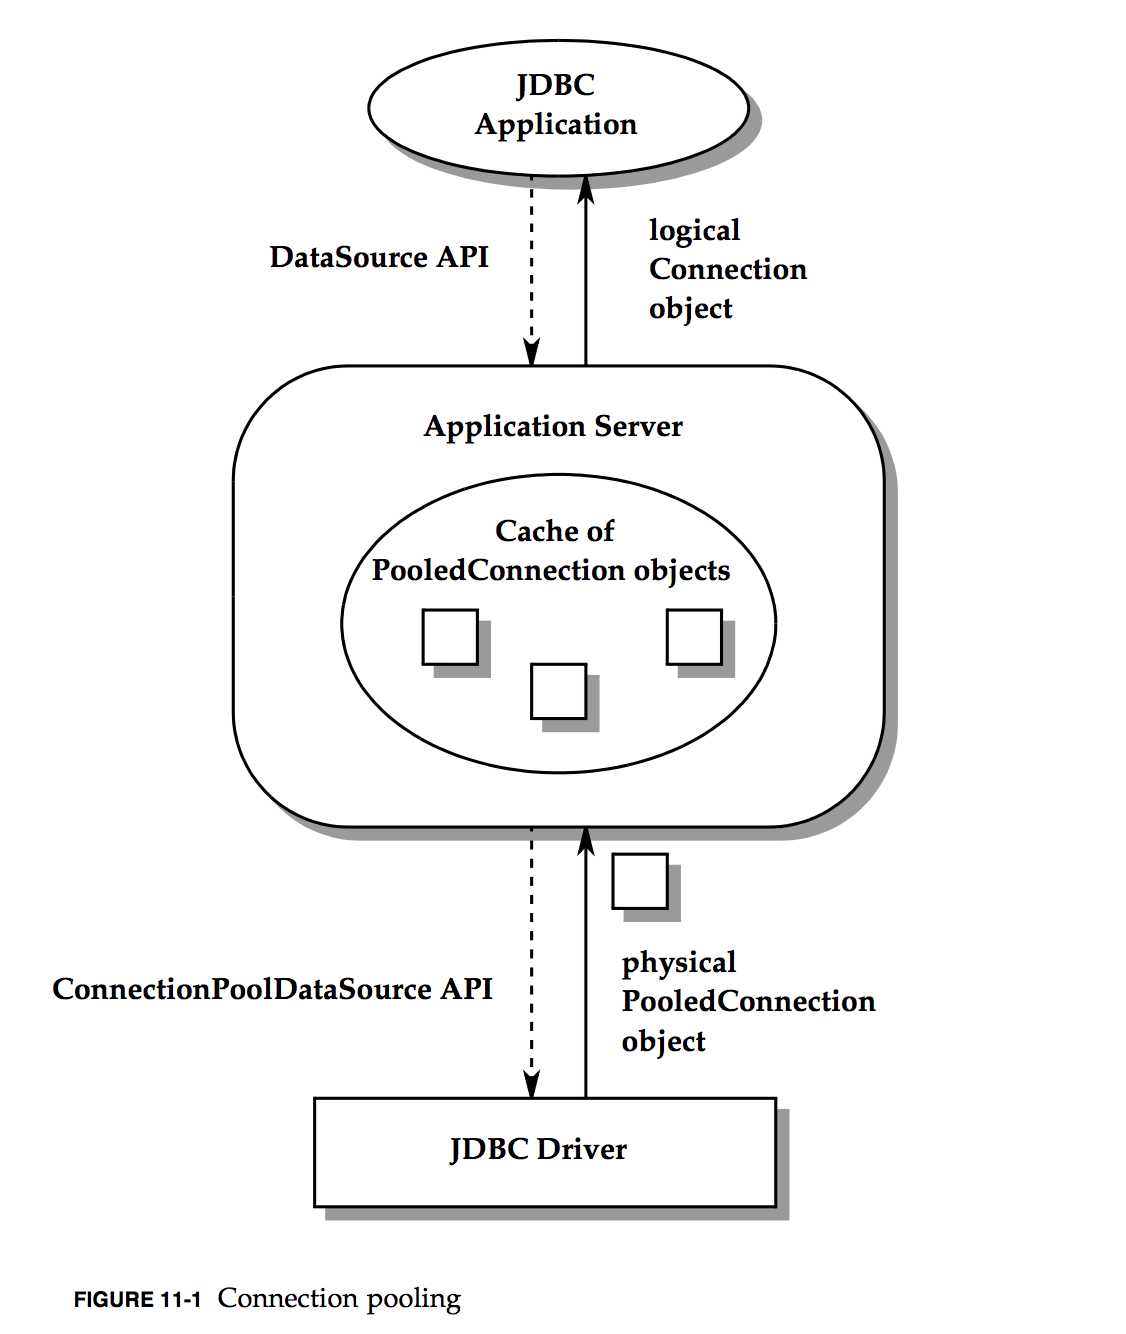 JDBC
Application
DataSource API
logical
Connection
object
Application Server
Cache of
PooledConnection objects
ConnectionPoolDataSource API
physical
PooledConnection
object
JDBC Driver
FIGURE 11-1 Connection pooling